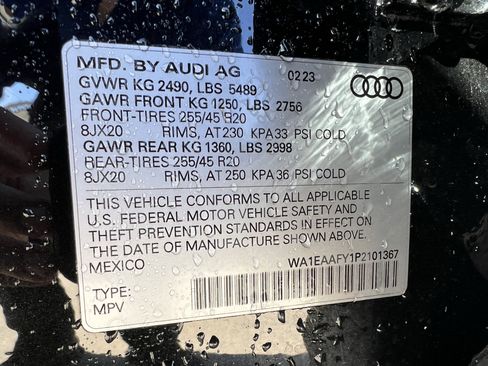 MFD. BY AUDI AG 02 23
GVWR KG 2490, LBS 5489
GAWR FRONT KG 1250, LBS 2756
FRONT-TIRES 255/45 R20
8JX20 RIMS, AT 230 KPA 33 PSI COLD
GAWR REAR KG 1360, LBS 2998
REAR-TIRES 255/45 R20
8JX20 RIMS, AT 250 KPA 36 PSI COLD
THIS VEHICLE CONFORMS TO ALL APPLICABLE
U.S. FEDERAL MOTOR VEHICLE SAFETY AND
THEFT PREVENTION STANDARDS IN EFFECT ON
THE DATE OF MANUFACTURE SHOWN ABOVE.
MEXICO
WA1EAAFY1P2101367
TYPE:
MPV